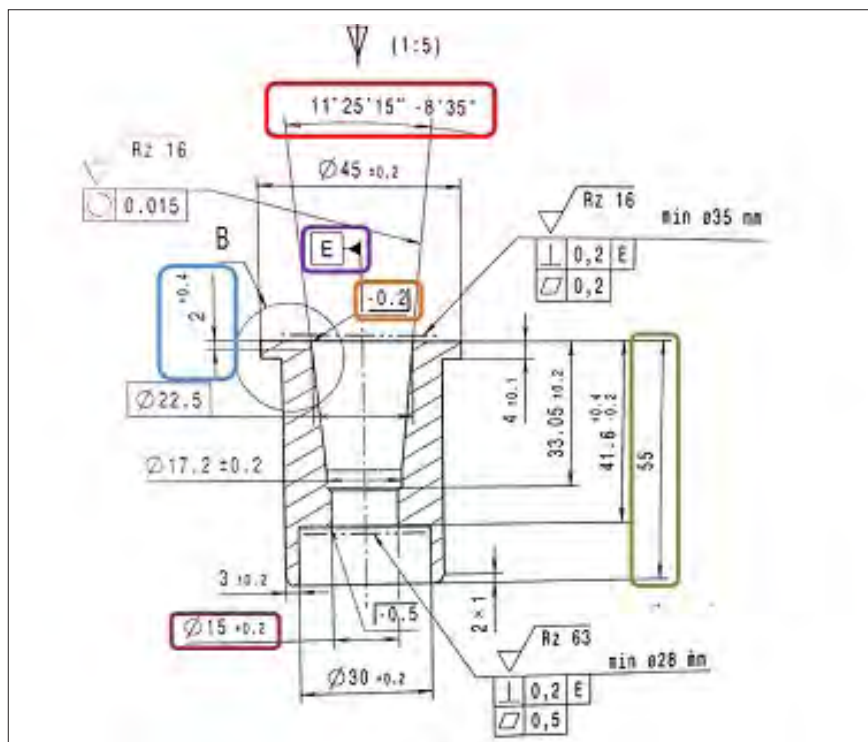 (1:5)
11°25'15" -8'35"
Rz 16
Ø45 ±0.2
0.015
Rz 16
min ø35 mm
B
E
⊥ 0,2 E
⏥ 0,2
-0.2
2 +0.4
Ø22.5
4 ±0.1
33.05 ±0.2
41.6 +0.4 -0.2
55
Ø17.2 ±0.2
3 ±0.2
-0.5
2×1
Ø15 +0.2
Rz 63
min ø28 mm
Ø30 +0.2
⊥ 0,2 E
⏥ 0,5